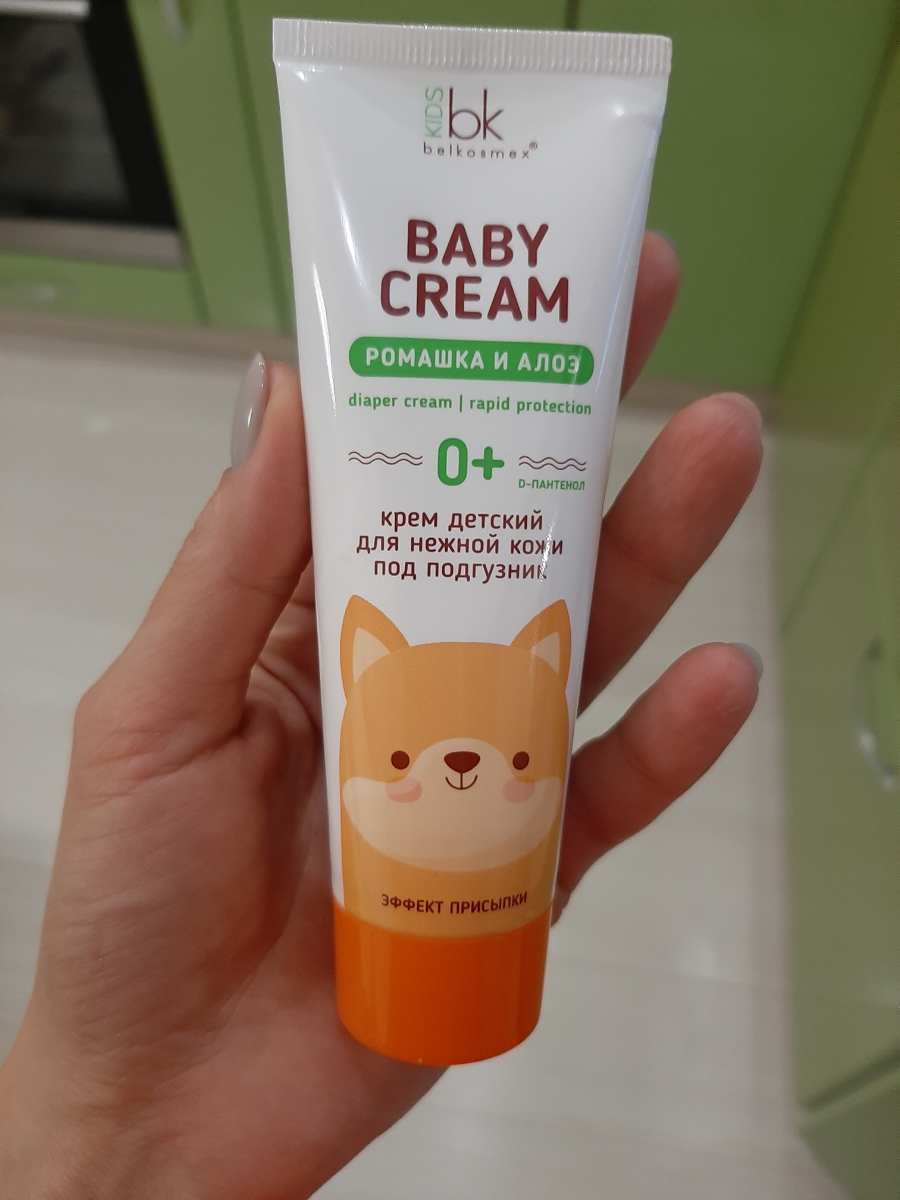 KIDS
bk
belkosmex®
BABY
CREAM
РОМАШКА И АЛОЭ
diaper cream | rapid protection
0+
D-ПАНТЕНОЛ
крем детский
для нежной кожи
под подгузник
ЭФФЕКТ ПРИСЫПКИ